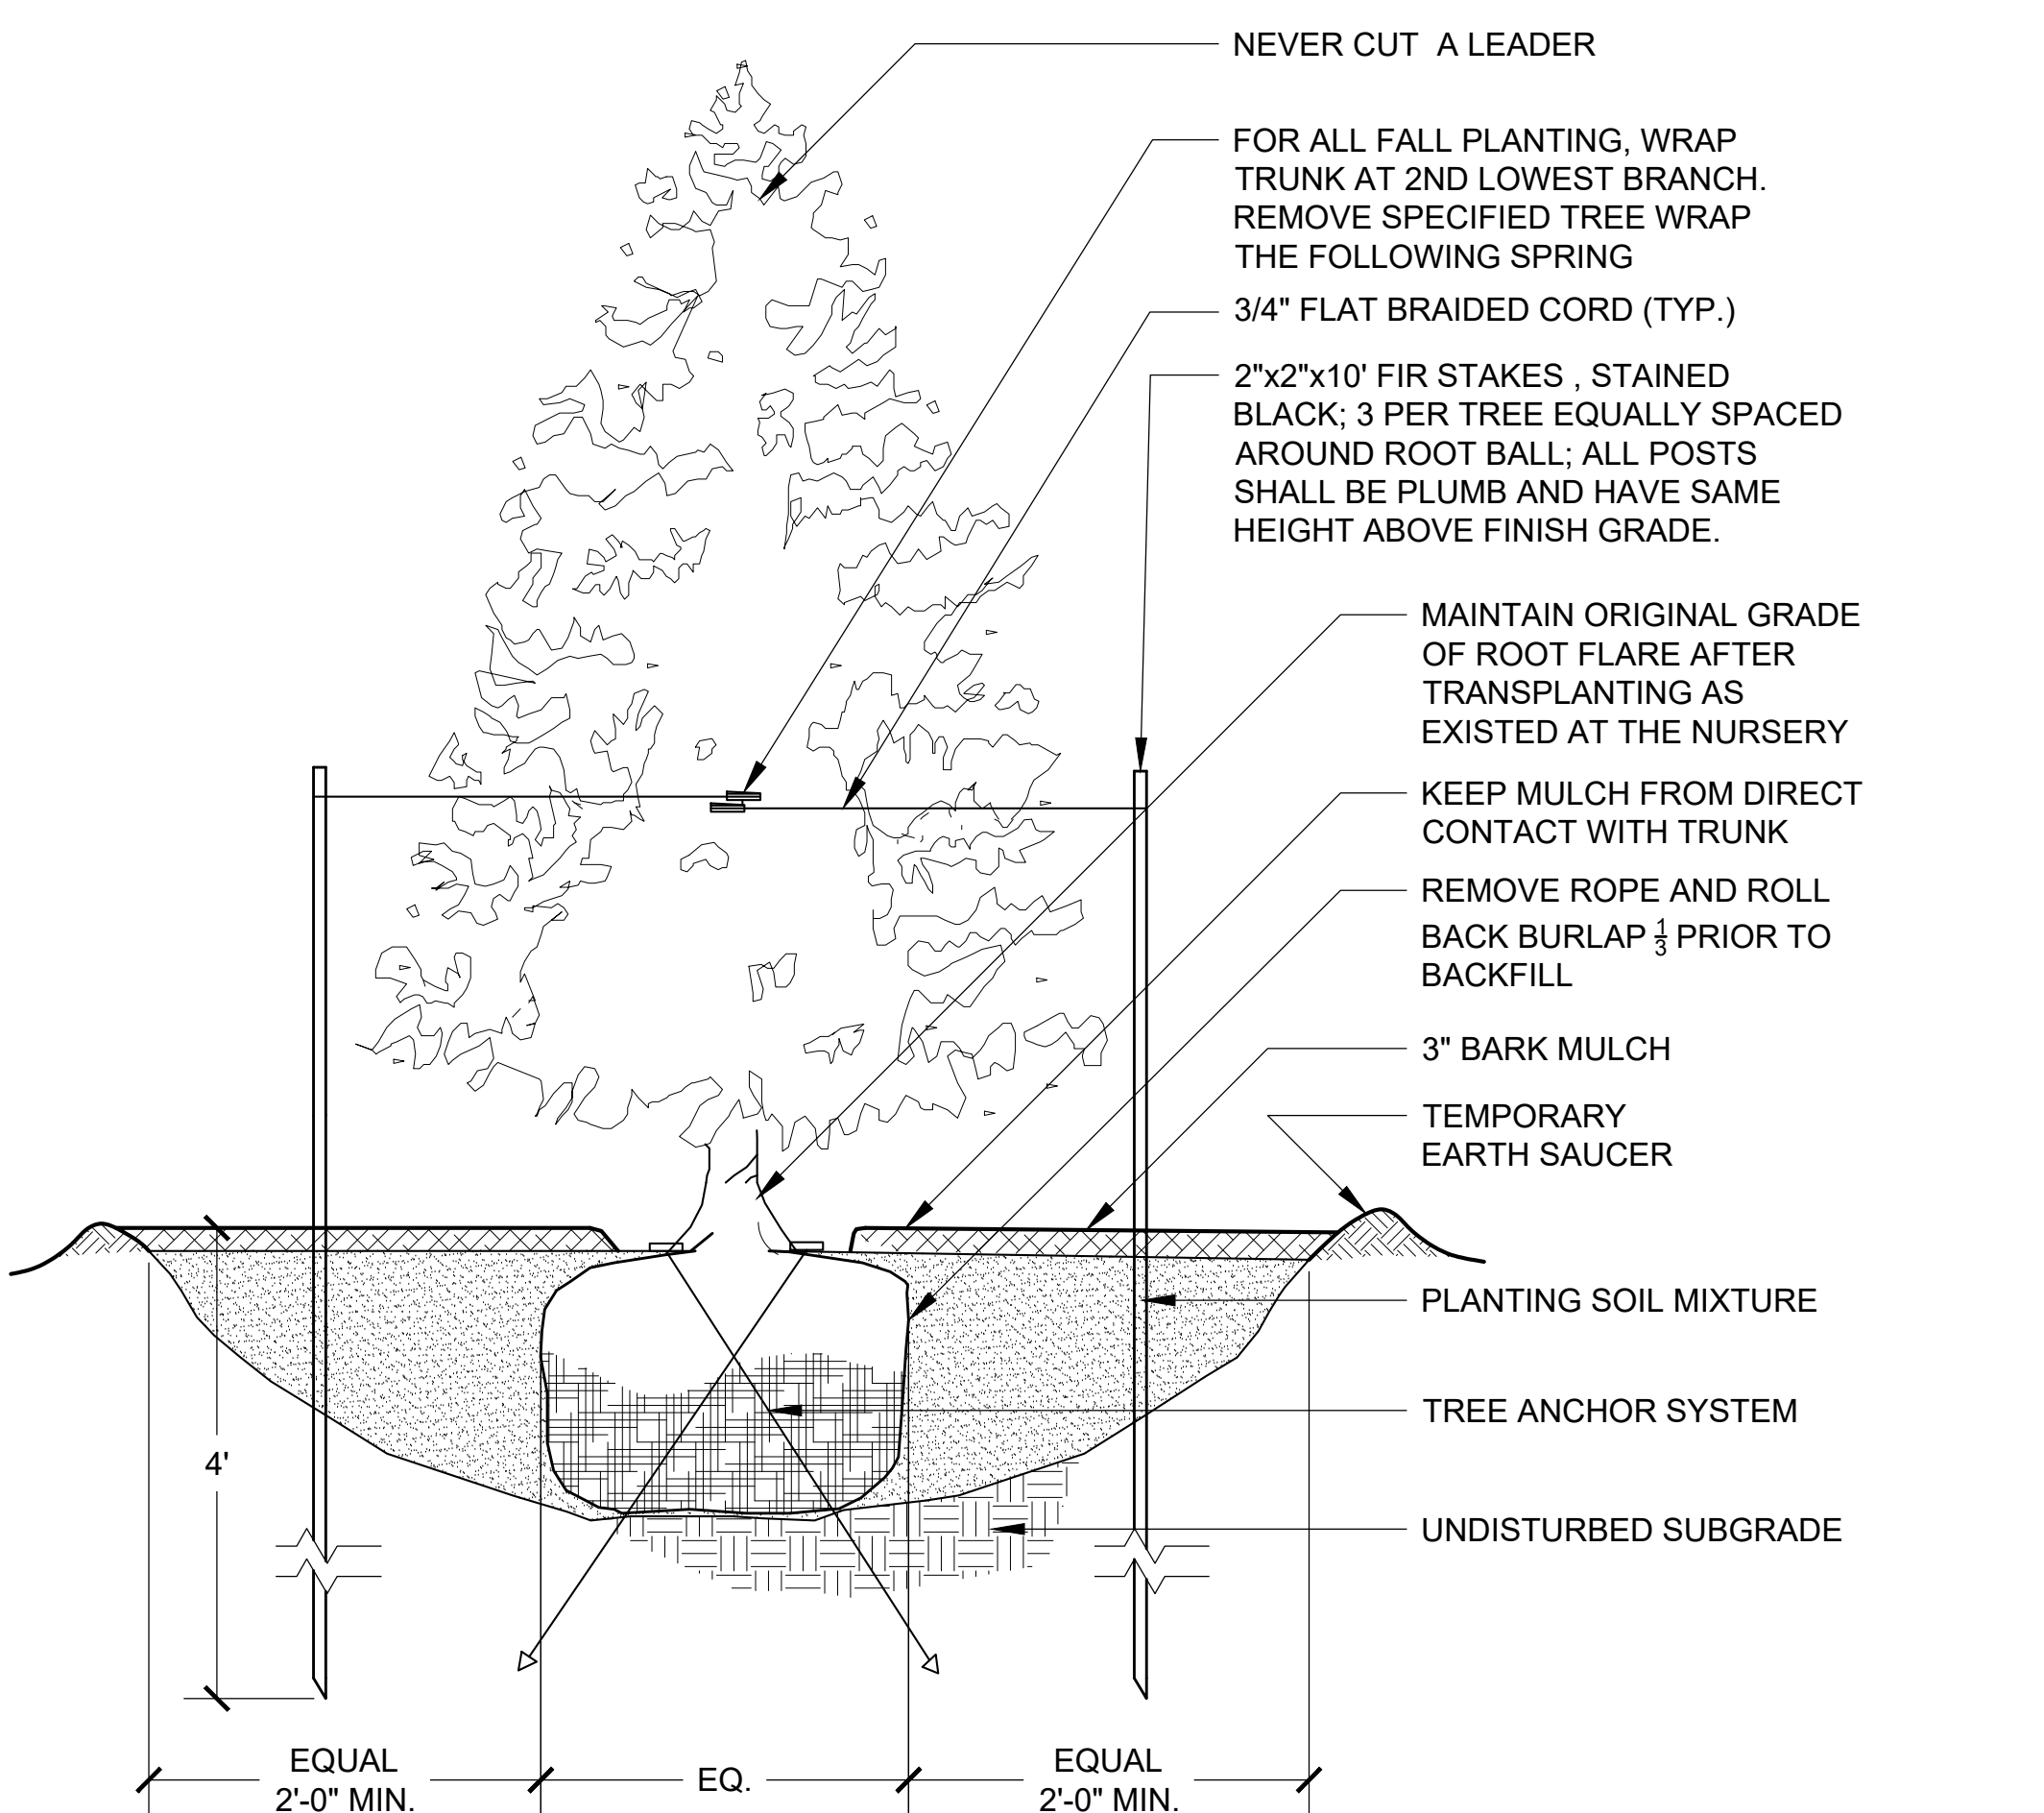 NEVER CUT A LEADER
FOR ALL FALL PLANTING, WRAP
TRUNK AT 2ND LOWEST BRANCH.
REMOVE SPECIFIED TREE WRAP
THE FOLLOWING SPRING
3/4" FLAT BRAIDED CORD (TYP.)
2"x2"x10' FIR STAKES , STAINED
BLACK; 3 PER TREE EQUALLY SPACED
AROUND ROOT BALL; ALL POSTS
SHALL BE PLUMB AND HAVE SAME
HEIGHT ABOVE FINISH GRADE.
MAINTAIN ORIGINAL GRADE
OF ROOT FLARE AFTER
TRANSPLANTING AS
EXISTED AT THE NURSERY
KEEP MULCH FROM DIRECT
CONTACT WITH TRUNK
REMOVE ROPE AND ROLL
BACK BURLAP 1/3 PRIOR TO
BACKFILL
3" BARK MULCH
TEMPORARY
EARTH SAUCER
PLANTING SOIL MIXTURE
TREE ANCHOR SYSTEM
4'
UNDISTURBED SUBGRADE
EQUAL
2'-0" MIN.
EQ.
EQUAL
2'-0" MIN.